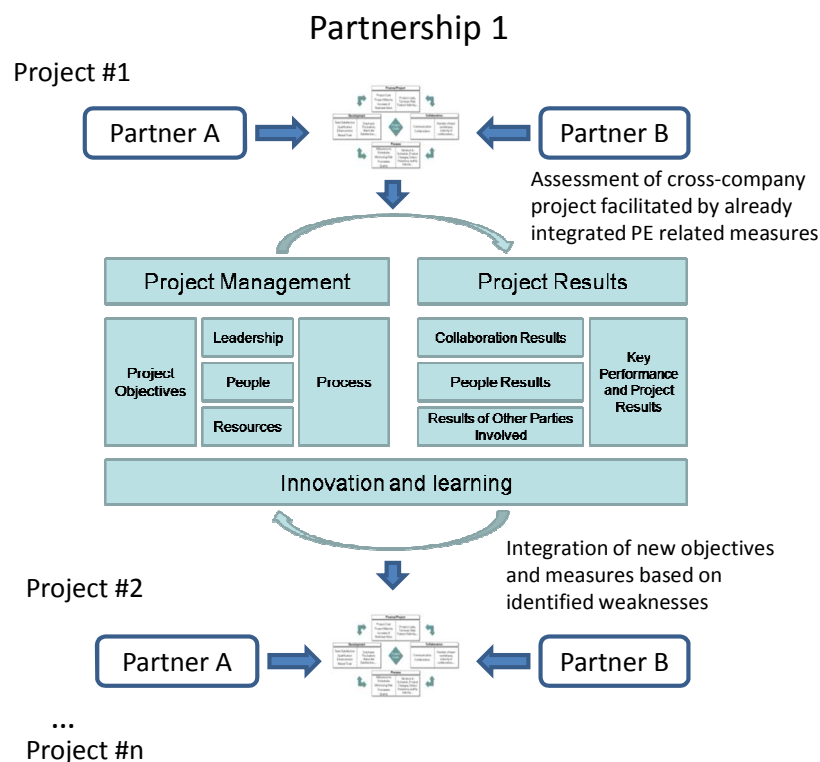 Partnership 1
Project #1
Partner A
Partner B
Assessment of cross-company
project facilitated by already
integrated PE related measures
Project Management
Project Results
Project
Objectives
Leadership
People
Resources
Process
Collaboration Results
People Results
Results of Other Parties
Involved
Key
Performance
and Project
Results
Innovation and learning
Integration of new objectives
and measures based on
identified weaknesses
Project #2
Partner A
Partner B
...
Project #n